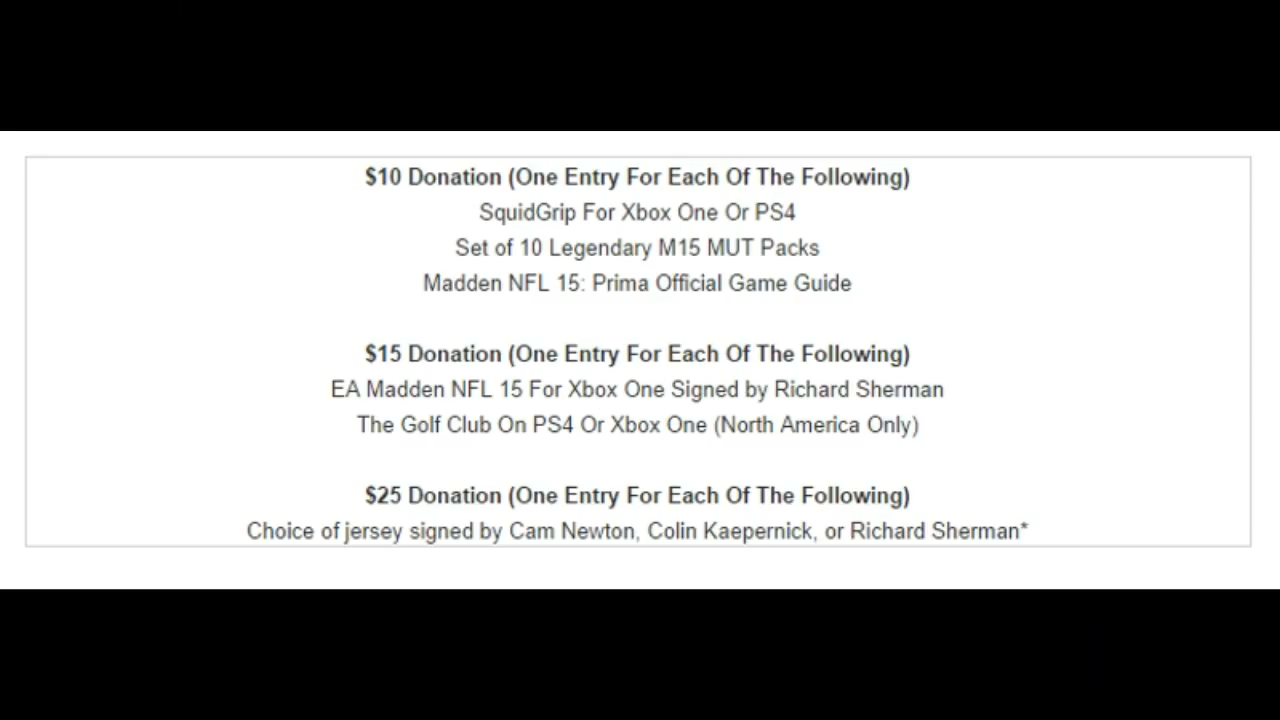 $10 Donation (One Entry For Each Of The Following)
SquidGrip For Xbox One Or PS4
Set of 10 Legendary M15 MUT Packs
Madden NFL 15: Prima Official Game Guide
$15 Donation (One Entry For Each Of The Following)
EA Madden NFL 15 For Xbox One Signed by Richard Sherman
The Golf Club On PS4 Or Xbox One (North America Only)
$25 Donation (One Entry For Each Of The Following)
Choice of jersey signed by Cam Newton, Colin Kaepernick, or Richard Sherman*